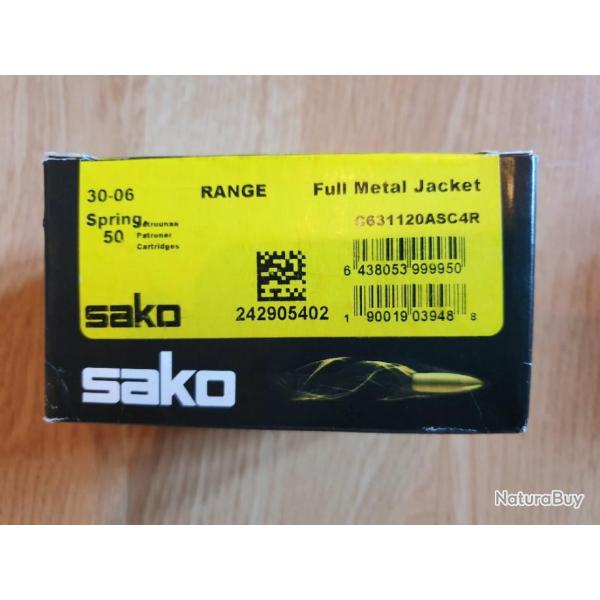 30-06 RANGE Full Metal Jacket
Spring.
50 Patruunaa
Patroner
Cartridges
C631120ASC4R
6 438053 999950
sako 242905402
1 90019 03948 8
sako
NaturaBuy